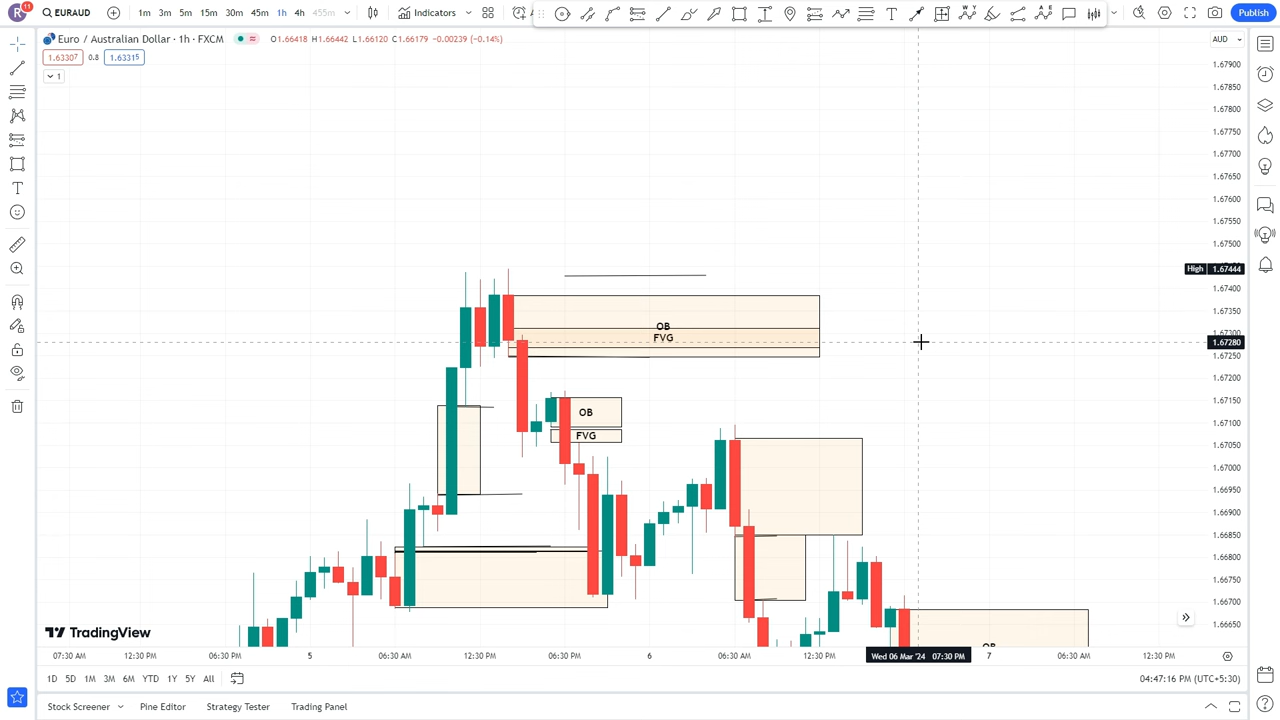 R 11 EURAUD 1m 3m 5m 15m 30m 45m 1h 4h 455m Indicators Publish
Euro / Australian Dollar · 1h · FXCM O1.66418 H1.66442 L1.66120 C1.66179 −0.00239 (−0.14%) AUD
1.63307 0.8 1.63315
1
1.67900
1.67850
1.67800
1.67750
1.67700
1.67650
1.67600
1.67550
1.67500
High 1.67444
1.67400
1.67350
OB
1.67300
FVG
1.67280
1.67250
1.67200
1.67150
OB
1.67100
FVG
1.67050
1.67000
1.66950
1.66900
1.66850
1.66800
1.66750
1.66700
1.66650
TradingView
OB
07:30 AM 12:30 PM 06:30 PM 5 06:30 AM 12:30 PM 06:30 PM 6 06:30 AM 12:30 PM Wed 06 Mar '24 07:30 PM 7 06:30 AM 12:30 PM
1D 5D 1M 3M 6M YTD 1Y 5Y All 04:47:16 PM (UTC+5:30)
Stock Screener Pine Editor Strategy Tester Trading Panel